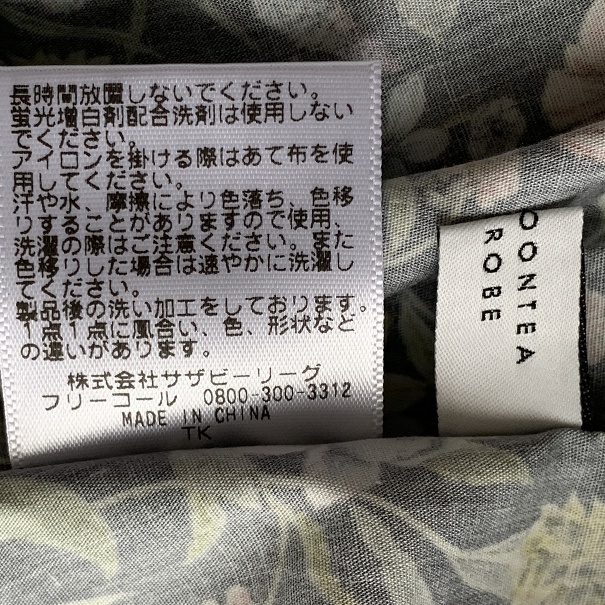 長時間放置しないでください。
蛍光増白剤配合洗剤は使用しない
でください。
アイロンを掛ける際はあて布を使
用してください。
汗や水、摩擦により色落ち、色移
りすることがありますので使用、
洗濯の際はご注意ください。また
色移りした場合は速やかに洗濯し
てください。
製品後の洗い加工をしております。
1点1点に風合い、色、形状など
の違いがあります。
株式会社サザビーリーグ
フリーコール 0800-300-3312
MADE IN CHINA
TK
OONTEA
ROBE